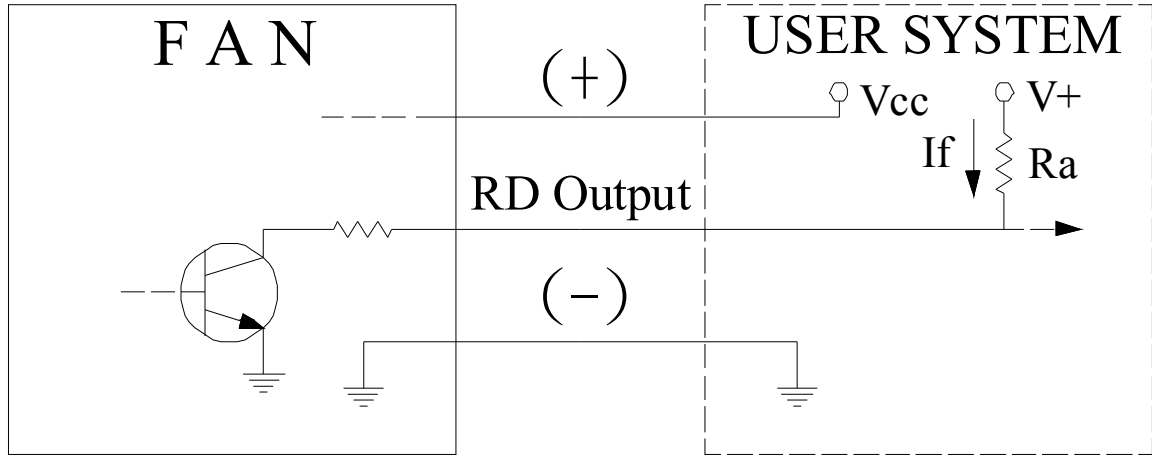 F A N
USER SYSTEM
(+)
Vcc
V+
If
Ra
RD Output
(-)